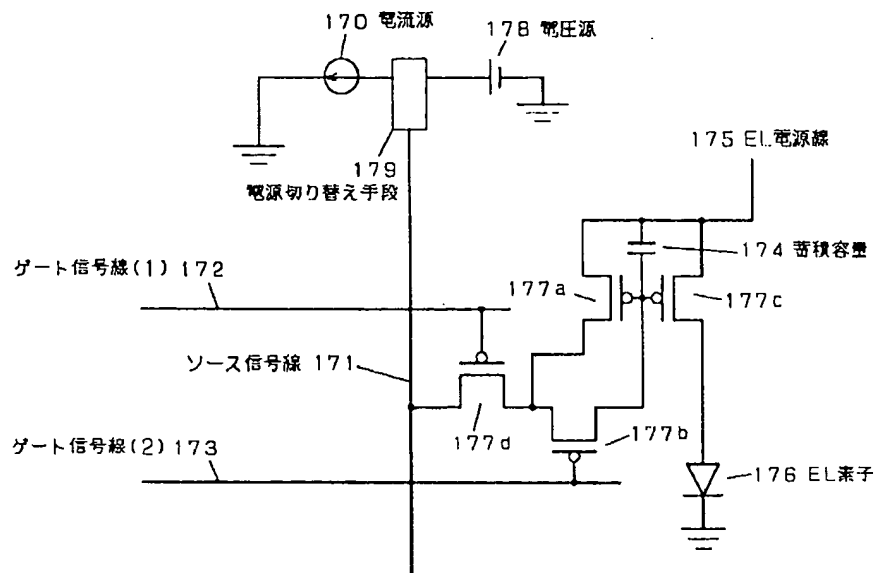 170 電流源
178 電圧源
179
電源切り替え手段
175 EL電源線
174 蓄積容量
ゲート信号線(1) 172
177a
177c
ソース信号線 171
177d
177b
ゲート信号線(2) 173
176 EL素子